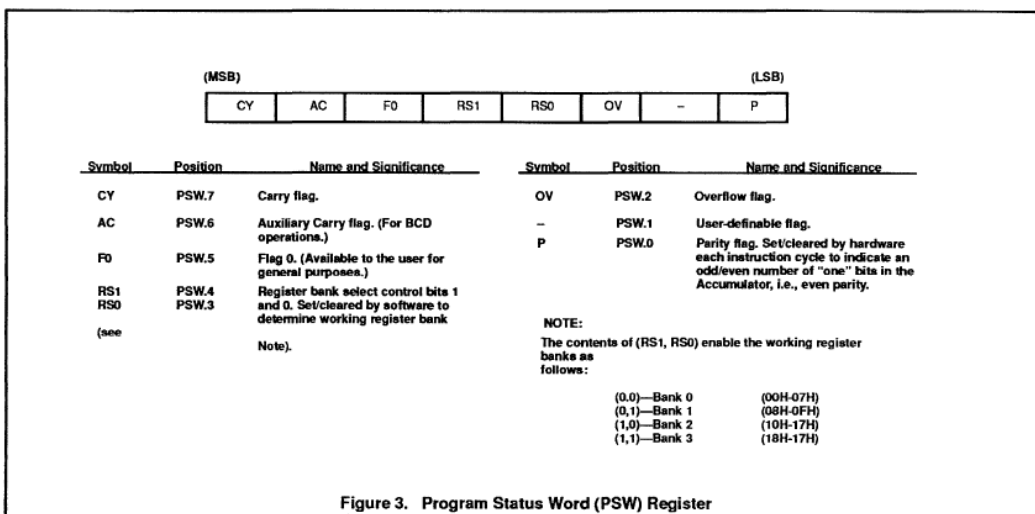 (MSB) (LSB)
CY AC F0 RS1 RS0 OV – P
Symbol Position Name and Significance
CY PSW.7 Carry flag.
AC PSW.6 Auxiliary Carry flag. (For BCD
operations.)
F0 PSW.5 Flag 0. (Available to the user for
general purposes.)
RS1 PSW.4 Register bank select control bits 1
RS0 PSW.3 and 0. Set/cleared by software to
determine working register bank
(see
Note).
Symbol Position Name and Significance
OV PSW.2 Overflow flag.
– PSW.1 User-definable flag.
P PSW.0 Parity flag. Set/cleared by hardware
each instruction cycle to indicate an
odd/even number of "one" bits in the
Accumulator, i.e., even parity.
NOTE:
The contents of (RS1, RS0) enable the working register
banks as
follows:
(0.0)—Bank 0 (00H-07H)
(0,1)—Bank 1 (08H-0FH)
(1,0)—Bank 2 (10H-17H)
(1,1)—Bank 3 (18H-17H)
Figure 3. Program Status Word (PSW) Register